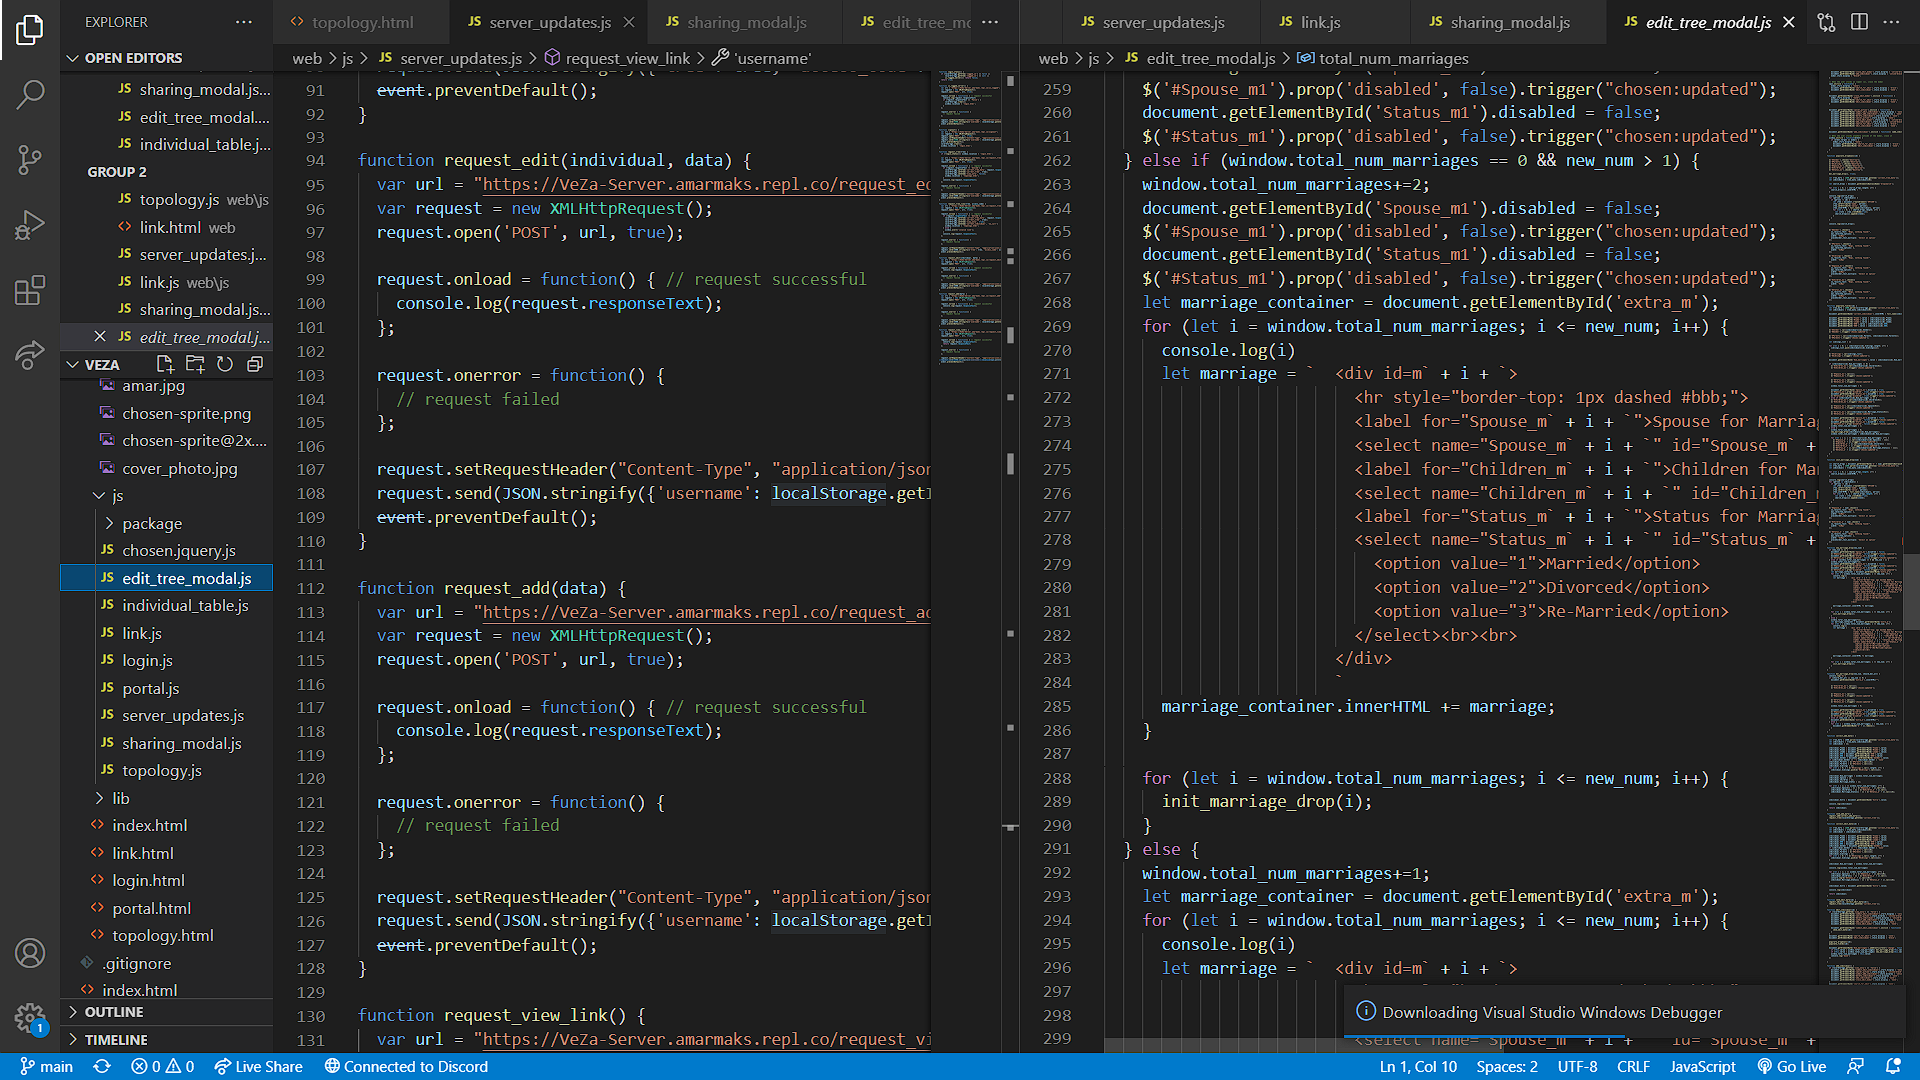 EXPLORER
OPEN EDITORS
JS sharing_modal.js...
JS edit_tree_modal....
JS individual_table.j...
GROUP 2
JS topology.js web\js
<> link.html web
JS server_updates.j...
JS link.js web\js
JS sharing_modal.js...
JS edit_tree_modal.j...
VEZA
amar.jpg
chosen-sprite.png
chosen-sprite@2x....
cover_photo.jpg
js
package
JS chosen.jquery.js
JS edit_tree_modal.js
JS individual_table.js
JS link.js
JS login.js
JS portal.js
JS server_updates.js
JS sharing_modal.js
JS topology.js
lib
<> index.html
<> link.html
<> login.html
<> portal.html
<> topology.html
.gitignore
<> index.html
OUTLINE
TIMELINE
1
<> topology.html
JS server_updates.js
JS sharing_modal.js
JS edit_tree_mo
web > js > JS server_updates.js > request_view_link > 'username'
91 event.preventDefault();
92 }
93
94 function request_edit(individual, data) {
95 var url = "https://VeZa-Server.amarmaks.repl.co/request_ed
96 var request = new XMLHttpRequest();
97 request.open('POST', url, true);
98
99 request.onload = function() { // request successful
100 console.log(request.responseText);
101 };
102
103 request.onerror = function() {
104 // request failed
105 };
106
107 request.setRequestHeader("Content-Type", "application/json
108 request.send(JSON.stringify({'username': localStorage.getI
109 event.preventDefault();
110 }
111
112 function request_add(data) {
113 var url = "https://VeZa-Server.amarmaks.repl.co/request_ad
114 var request = new XMLHttpRequest();
115 request.open('POST', url, true);
116
117 request.onload = function() { // request successful
118 console.log(request.responseText);
119 };
120
121 request.onerror = function() {
122 // request failed
123 };
124
125 request.setRequestHeader("Content-Type", "application/json
126 request.send(JSON.stringify({'username': localStorage.getI
127 event.preventDefault();
128 }
129
130 function request_view_link() {
131 var url = "https://VeZa-Server.amarmaks.repl.co/request_vi
JS server_updates.js
JS link.js
JS sharing_modal.js
JS edit_tree_modal.js
web > js > JS edit_tree_modal.js > total_num_marriages
259 $('#Spouse_m1').prop('disabled', false).trigger("chosen:updated");
260 document.getElementById('Status_m1').disabled = false;
261 $('#Status_m1').prop('disabled', false).trigger("chosen:updated");
262 } else if (window.total_num_marriages == 0 && new_num > 1) {
263 window.total_num_marriages+=2;
264 document.getElementById('Spouse_m1').disabled = false;
265 $('#Spouse_m1').prop('disabled', false).trigger("chosen:updated");
266 document.getElementById('Status_m1').disabled = false;
267 $('#Status_m1').prop('disabled', false).trigger("chosen:updated");
268 let marriage_container = document.getElementById('extra_m');
269 for (let i = window.total_num_marriages; i <= new_num; i++) {
270 console.log(i)
271 let marriage = ` <div id=m` + i + `>
272 <hr style="border-top: 1px dashed #bbb;">
273 <label for="Spouse_m` + i + `">Spouse for Marriag
274 <select name="Spouse_m` + i + `" id="Spouse_m` +
275 <label for="Children_m` + i + `">Children for Mar
276 <select name="Children_m` + i + `" id="Children_m
277 <label for="Status_m` + i + `">Status for Marriag
278 <select name="Status_m` + i + `" id="Status_m` +
279 <option value="1">Married</option>
280 <option value="2">Divorced</option>
281 <option value="3">Re-Married</option>
282 </select><br><br>
283 </div>
284 `
285 marriage_container.innerHTML += marriage;
286 }
287
288 for (let i = window.total_num_marriages; i <= new_num; i++) {
289 init_marriage_drop(i);
290 }
291 } else {
292 window.total_num_marriages+=1;
293 let marriage_container = document.getElementById('extra_m');
294 for (let i = window.total_num_marriages; i <= new_num; i++) {
295 console.log(i)
296 let marriage = ` <div id=m` + i + `>
297
298
299 <select name="Spouse_m` + i + `" id="Spouse_m` +
Downloading Visual Studio Windows Debugger
main 0 0 Live Share Connected to Discord Ln 1, Col 10 Spaces: 2 UTF-8 CRLF JavaScript Go Live